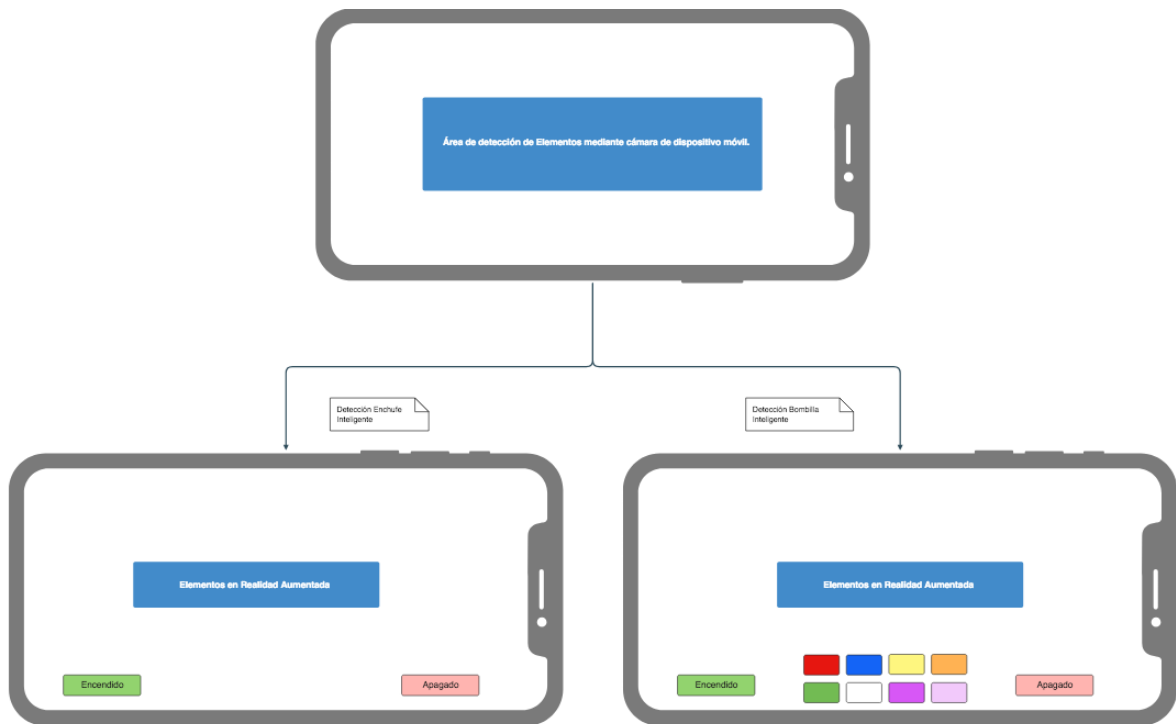 Área de detección de Elementos mediante cámara de dispositivo móvil.
Detección Enchufe
Inteligente
Detección Bombilla
Inteligente
Elementos en Realidad Aumentada
Encendido
Apagado
Elementos en Realidad Aumentada
Encendido
Apagado